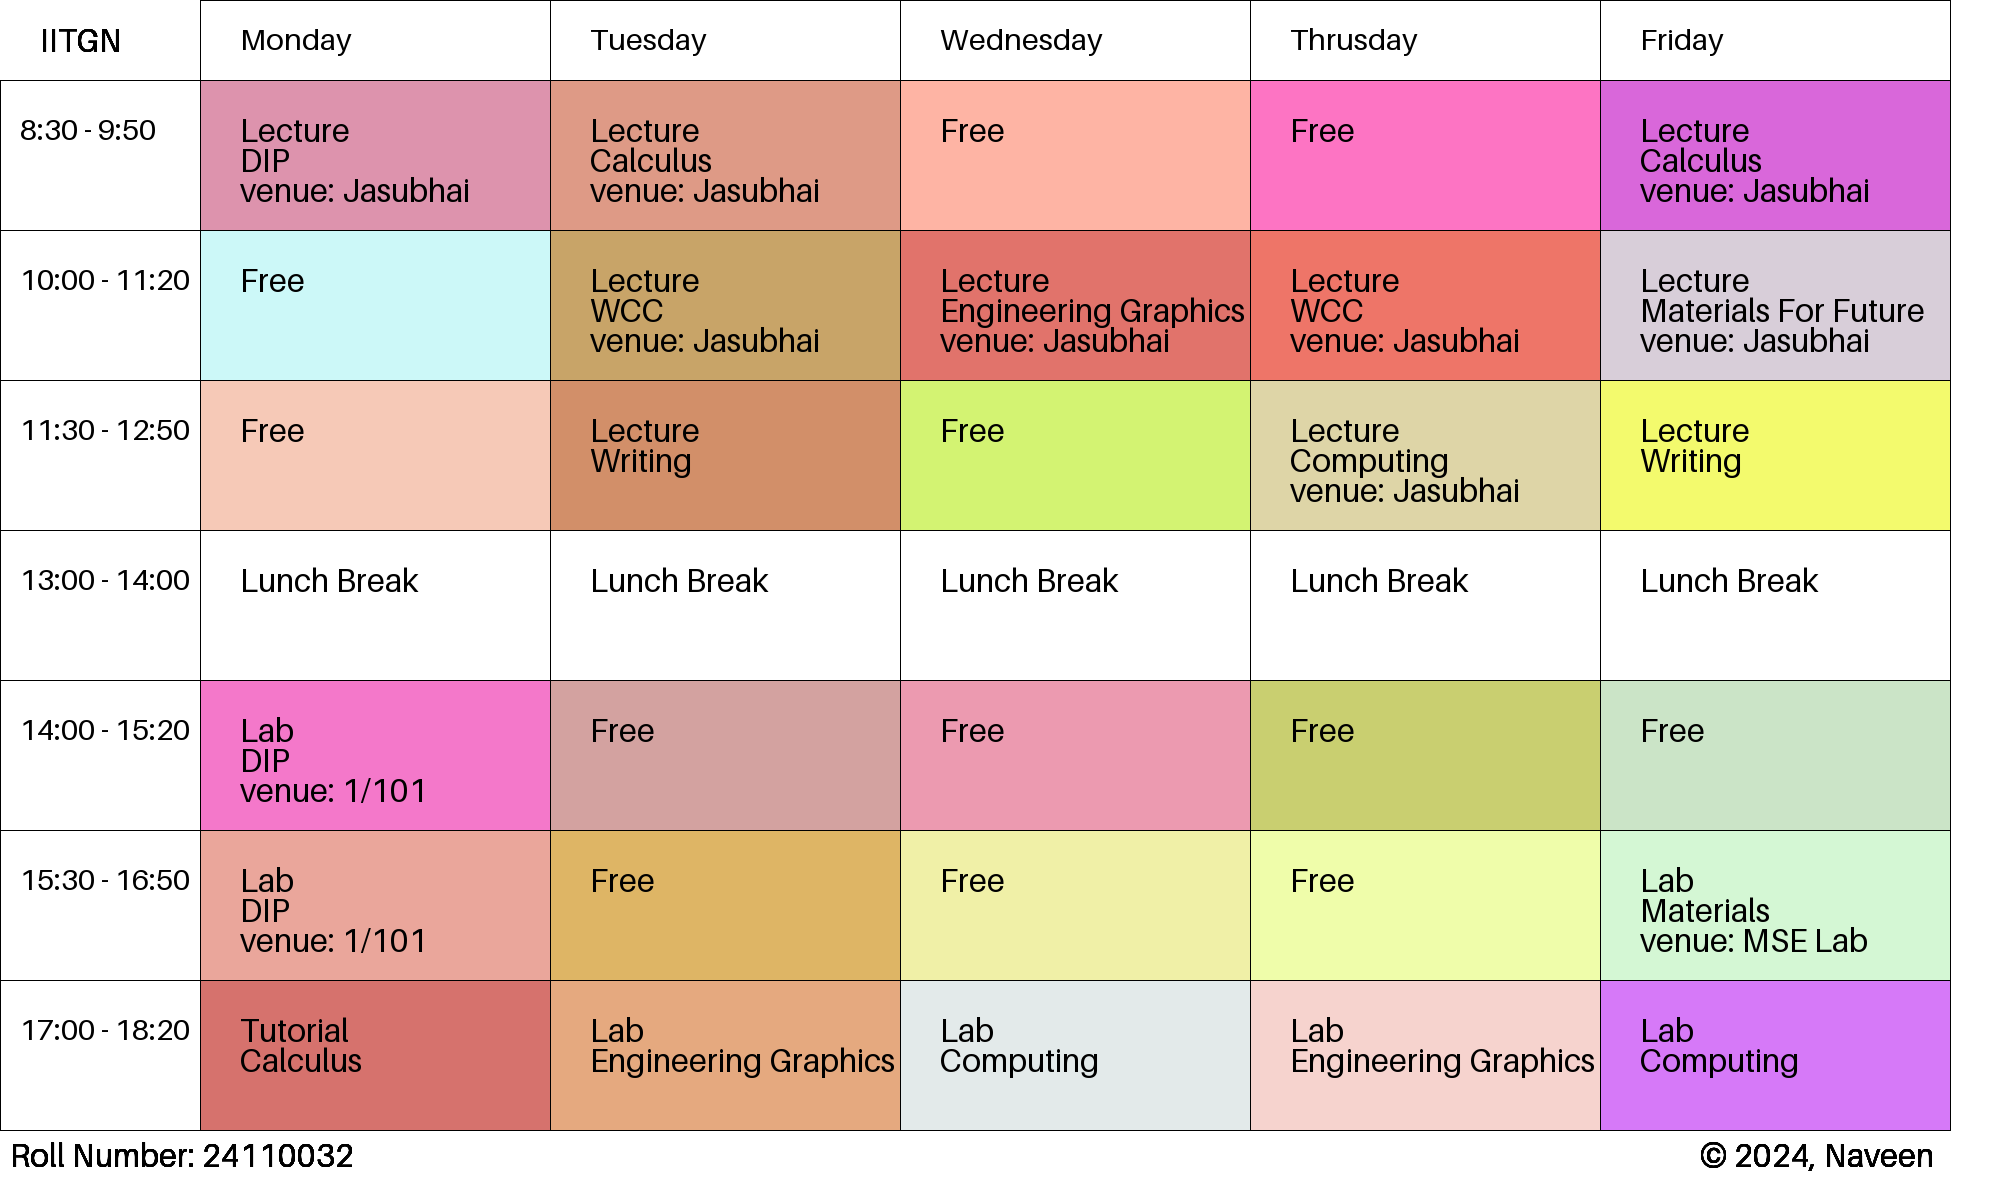 IITGN Monday Tuesday Wednesday Thrusday Friday
8:30 - 9:50
Lecture
DIP
venue: Jasubhai
Lecture
Calculus
venue: Jasubhai
Free
Free
Lecture
Calculus
venue: Jasubhai
10:00 - 11:20
Free
Lecture
WCC
venue: Jasubhai
Lecture
Engineering Graphics
venue: Jasubhai
Lecture
WCC
venue: Jasubhai
Lecture
Materials For Future
venue: Jasubhai
11:30 - 12:50
Free
Lecture
Writing
Free
Lecture
Computing
venue: Jasubhai
Lecture
Writing
13:00 - 14:00
Lunch Break
Lunch Break
Lunch Break
Lunch Break
Lunch Break
14:00 - 15:20
Lab
DIP
venue: 1/101
Free
Free
Free
Free
15:30 - 16:50
Lab
DIP
venue: 1/101
Free
Free
Free
Lab
Materials
venue: MSE Lab
17:00 - 18:20
Tutorial
Calculus
Lab
Engineering Graphics
Lab
Computing
Lab
Engineering Graphics
Lab
Computing
Roll Number: 24110032
© 2024, Naveen